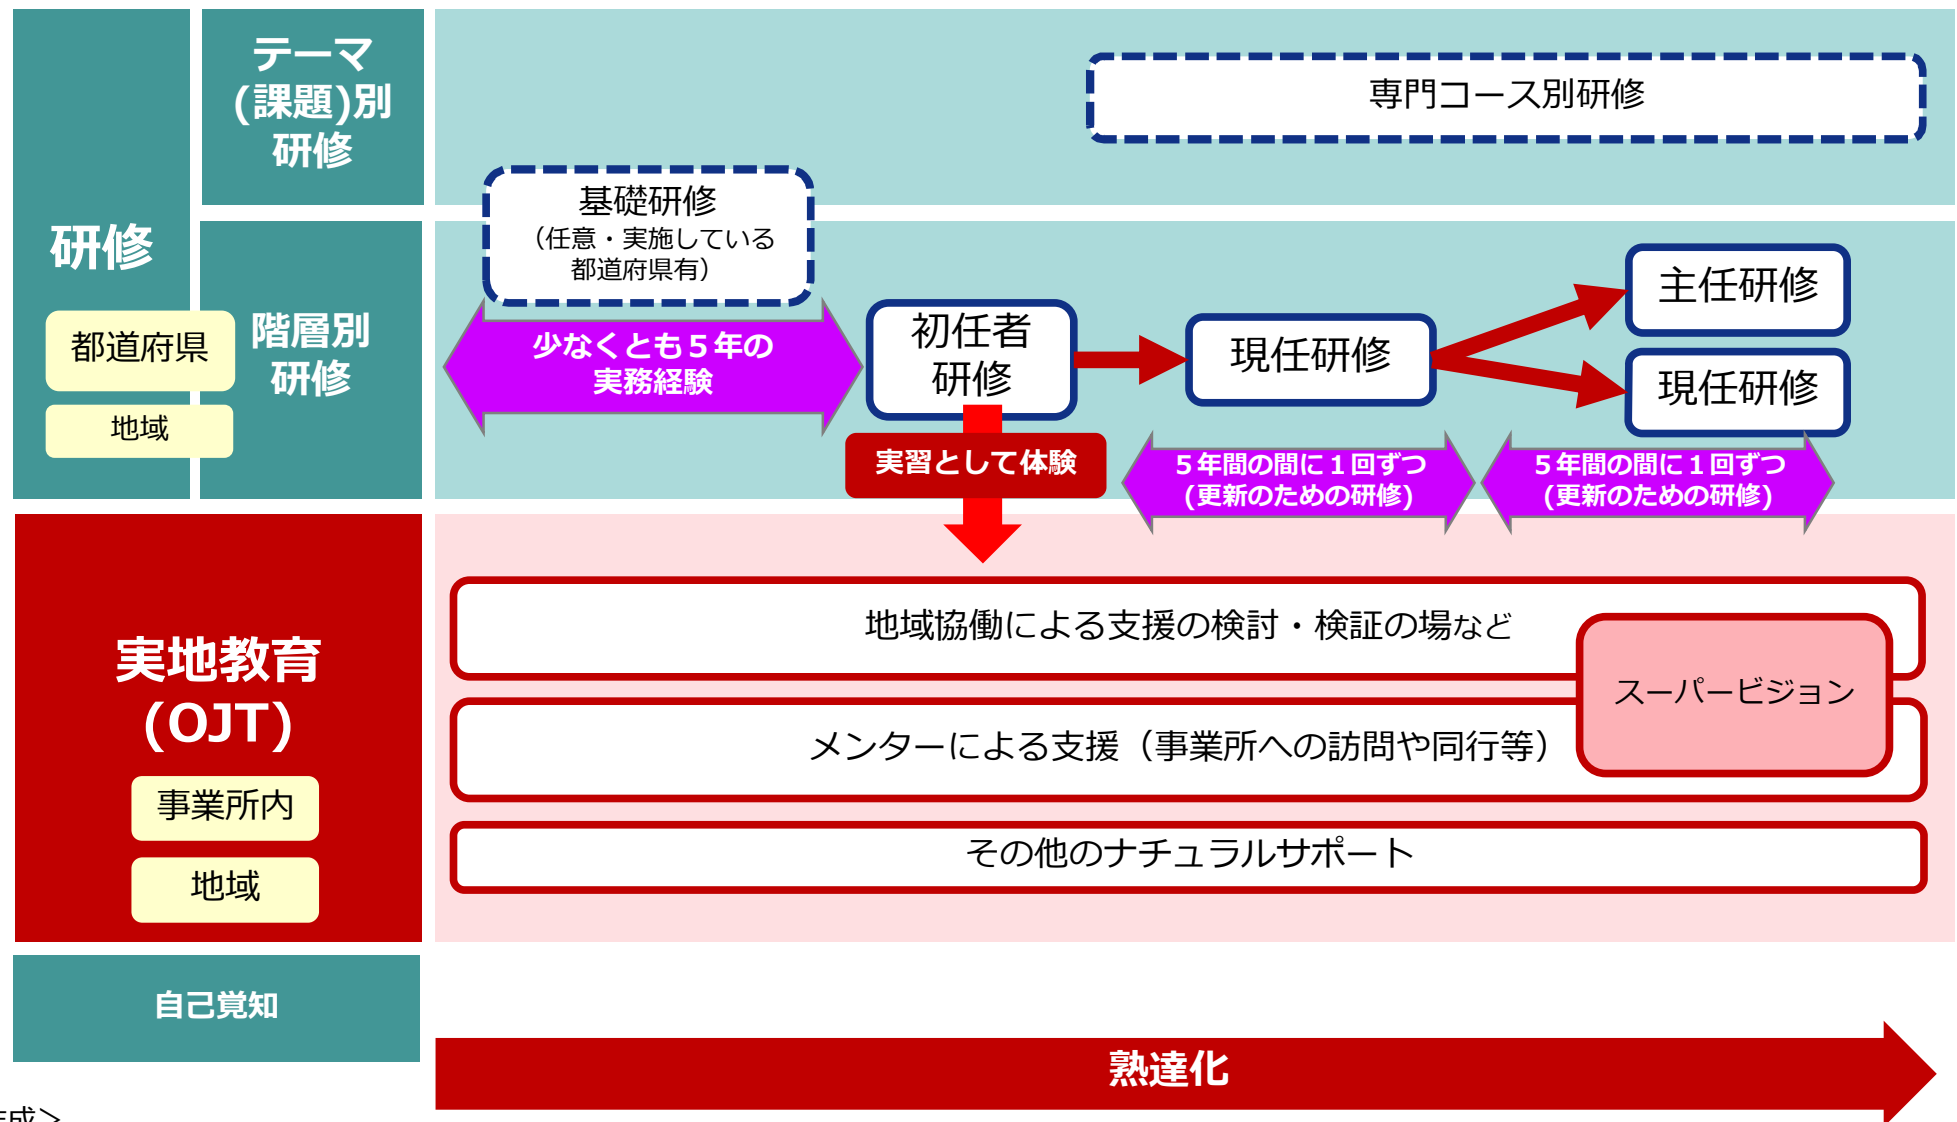 テーマ
(課題)別
研修
専門コース別研修
研修
都道府県
地域
階層別
研修
基礎研修
（任意・実施している
都道府県有）
少なくとも５年の
実務経験
初任者
研修
現任研修
主任研修
現任研修
実習として体験
５年間の間に１回ずつ
(更新のための研修)
５年間の間に１回ずつ
(更新のための研修)
実地教育
(OJT)
事業所内
地域
地域協働による支援の検討・検証の場など
スーパービジョン
メンターによる支援（事業所への訪問や同行等）
その他のナチュラルサポート
自己覚知
熟達化
成＞